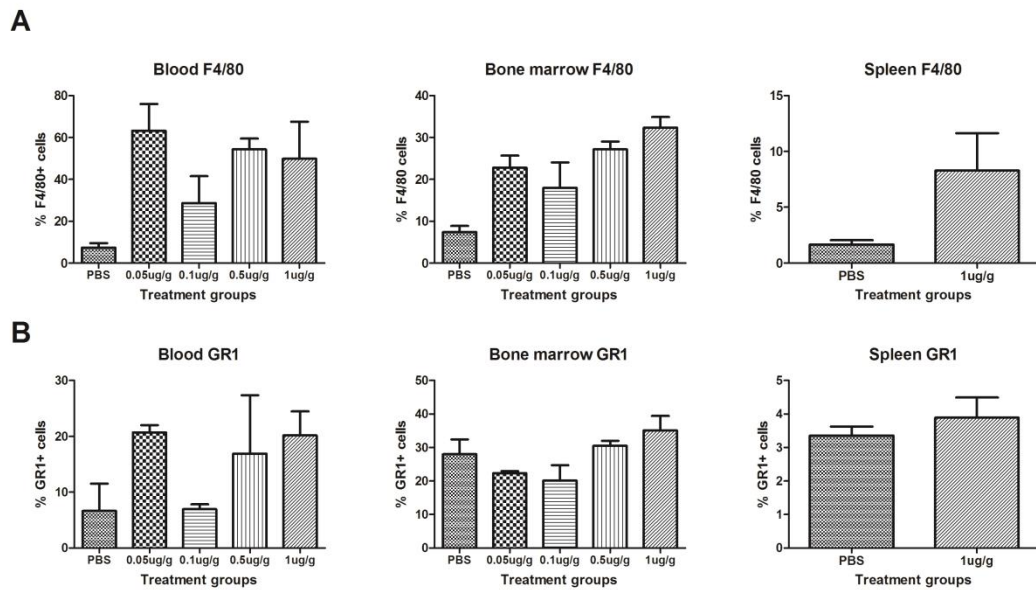 A
Blood F4/80
% F4/80+ cells
80
60
40
20
0
PBS 0.05ug/g 0.1ug/g 0.5ug/g 1ug/g
Treatment groups
Bone marrow F4/80
% F4/80 cells
40
30
20
10
0
PBS 0.05ug/g 0.1ug/g 0.5ug/g 1ug/g
Treatment groups
Spleen F4/80
% F4/80 cells
15
10
5
0
PBS 1ug/g
Treatment groups
B
Blood GR1
% GR1+ cells
30
20
10
0
PBS 0.05ug/g 0.1ug/g 0.5ug/g 1ug/g
Treatment groups
Bone marrow GR1
% GR1+ cells
50
40
30
20
10
0
PBS 0.05ug/g 0.1ug/g 0.5ug/g 1ug/g
Treatment groups
Spleen GR1
% GR1+ cells
5
4
3
2
1
0
PBS 1ug/g
Treatment groups